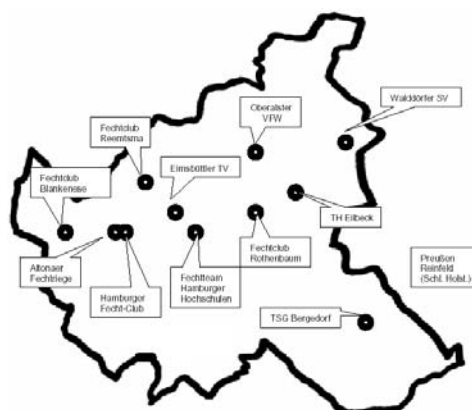 Walddörfer SV
Oberalster
VFW
Fechtclub
Reemtsma
Eimsbüttler TV
Fechtclub
Blankenese
TH Eilbeck
Altonaer
Fechtriege
Hamburger
Fecht-Club
Fechtteam
Hamburger
Hochschulen
Fechtclub
Rothenbaum
Preußen
Reinfeld
(Schl. Holst.)
TSG Bergedorf